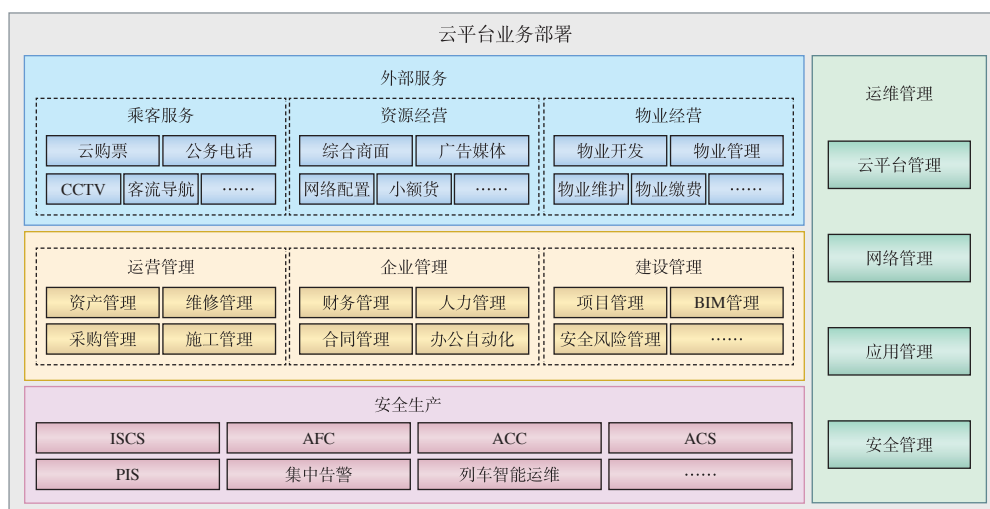 云平台业务部署
外部服务
乘客服务
云购票
公务电话
CCTV
客流导航
……
资源经营
综合商面
广告媒体
网络配置
小额货
……
物业经营
物业开发
物业管理
物业维护
物业缴费
……
运营管理
资产管理
维修管理
采购管理
施工管理
企业管理
财务管理
人力管理
合同管理
办公自动化
建设管理
项目管理
BIM管理
安全风险管理
……
安全生产
ISCS
AFC
ACC
ACS
PIS
集中告警
列车智能运维
……
运维管理
云平台管理
网络管理
应用管理
安全管理